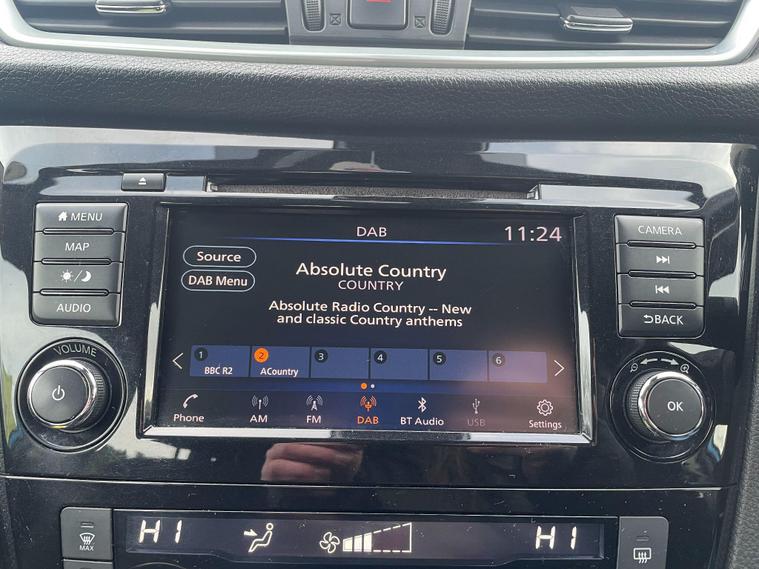 MENU
MAP
AUDIO
VOLUME
DAB
11:24
Source
DAB Menu
Absolute Country
COUNTRY
Absolute Radio Country -- New
and classic Country anthems
1
2
3
4
5
6
BBC R2
ACountry
Phone
AM
FM
DAB
BT Audio
USB
Settings
CAMERA
BACK
OK
MAX
HI
HI